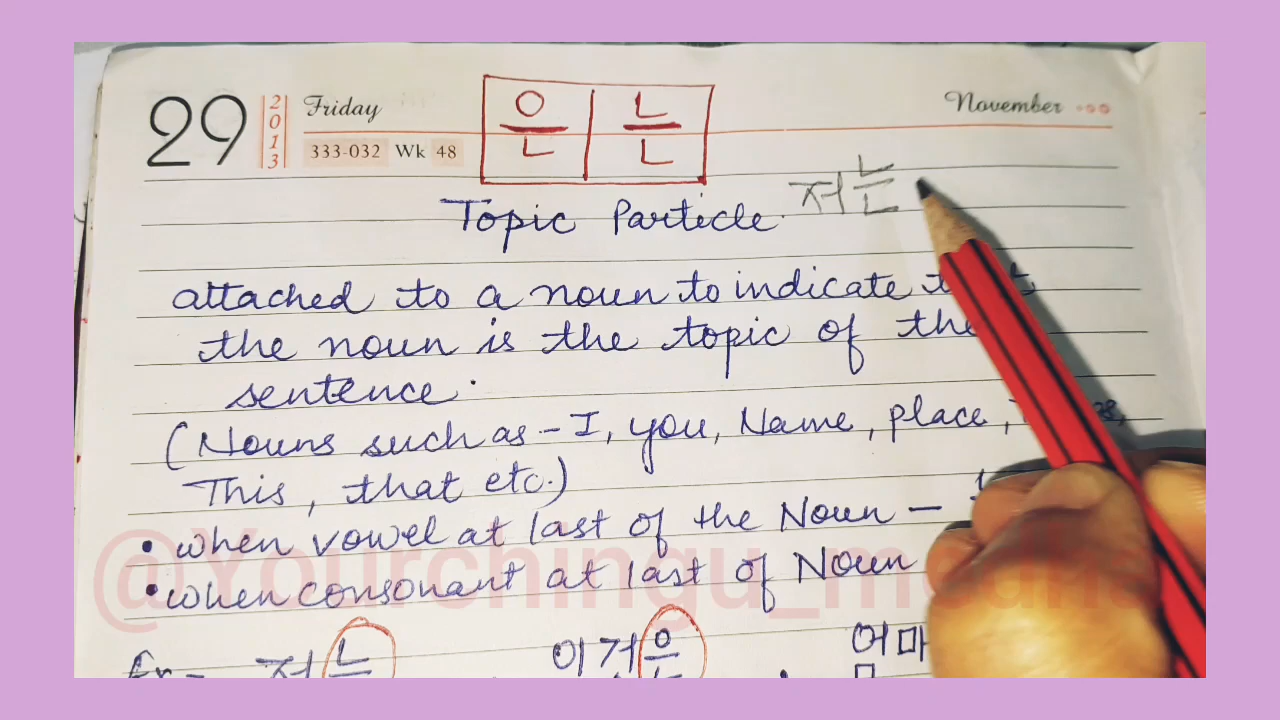 29 2013 Friday
November
333-032 Wk 48
은 는
Topic Particle. 저는
attached to a noun to indicate
the noun is the topic of the
sentence.
(Nouns such as - I, you, Name, place,
This, that etc.)
• when vowel at last of the Noun -
• when consonant at last of Noun
@Yourchingu_medha
Ex - 저는 이것은 어마